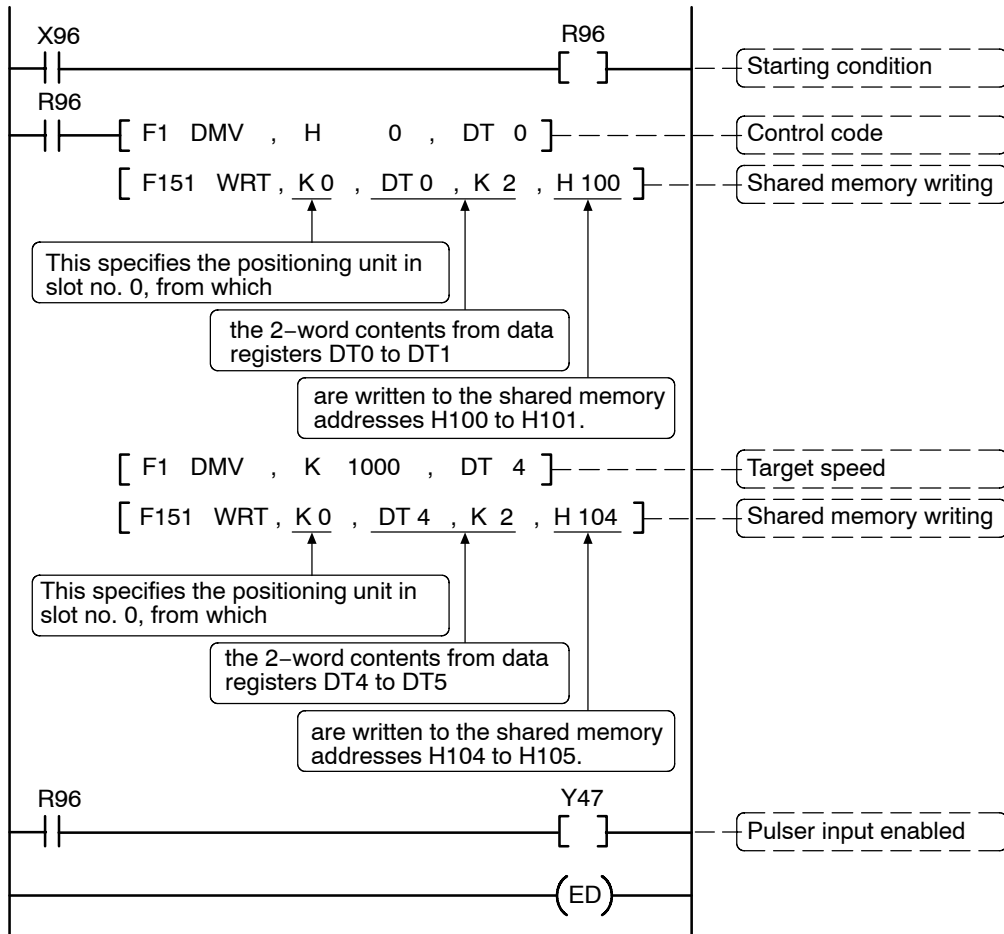 X96
R96
Starting condition
R96
[ F1 DMV , H 0 , DT 0 ]
Control code
[ F151 WRT , K 0 , DT 0 , K 2 , H 100 ]
Shared memory writing
This specifies the positioning unit in
slot no. 0, from which
the 2−word contents from data
registers DT0 to DT1
are written to the shared memory
addresses H100 to H101.
[ F1 DMV , K 1000 , DT 4 ]
Target speed
[ F151 WRT , K 0 , DT 4 , K 2 , H 104 ]
Shared memory writing
This specifies the positioning unit in
slot no. 0, from which
the 2−word contents from data
registers DT4 to DT5
are written to the shared memory
addresses H104 to H105.
R96
Y47
Pulser input enabled
(ED)